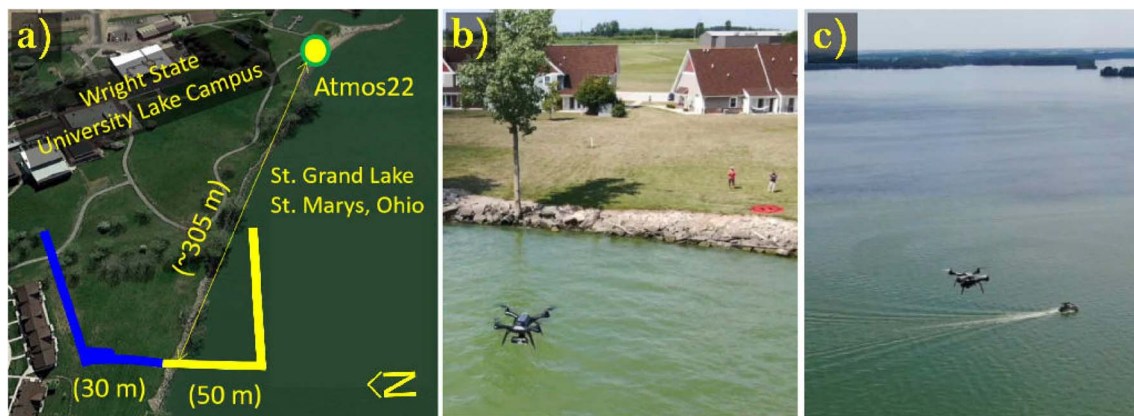 a)
Wright State
University Lake Campus
Atmos22
St. Grand Lake
St. Marys, Ohio
(~305 m)
(30 m)
(50 m)
N
b)
c)